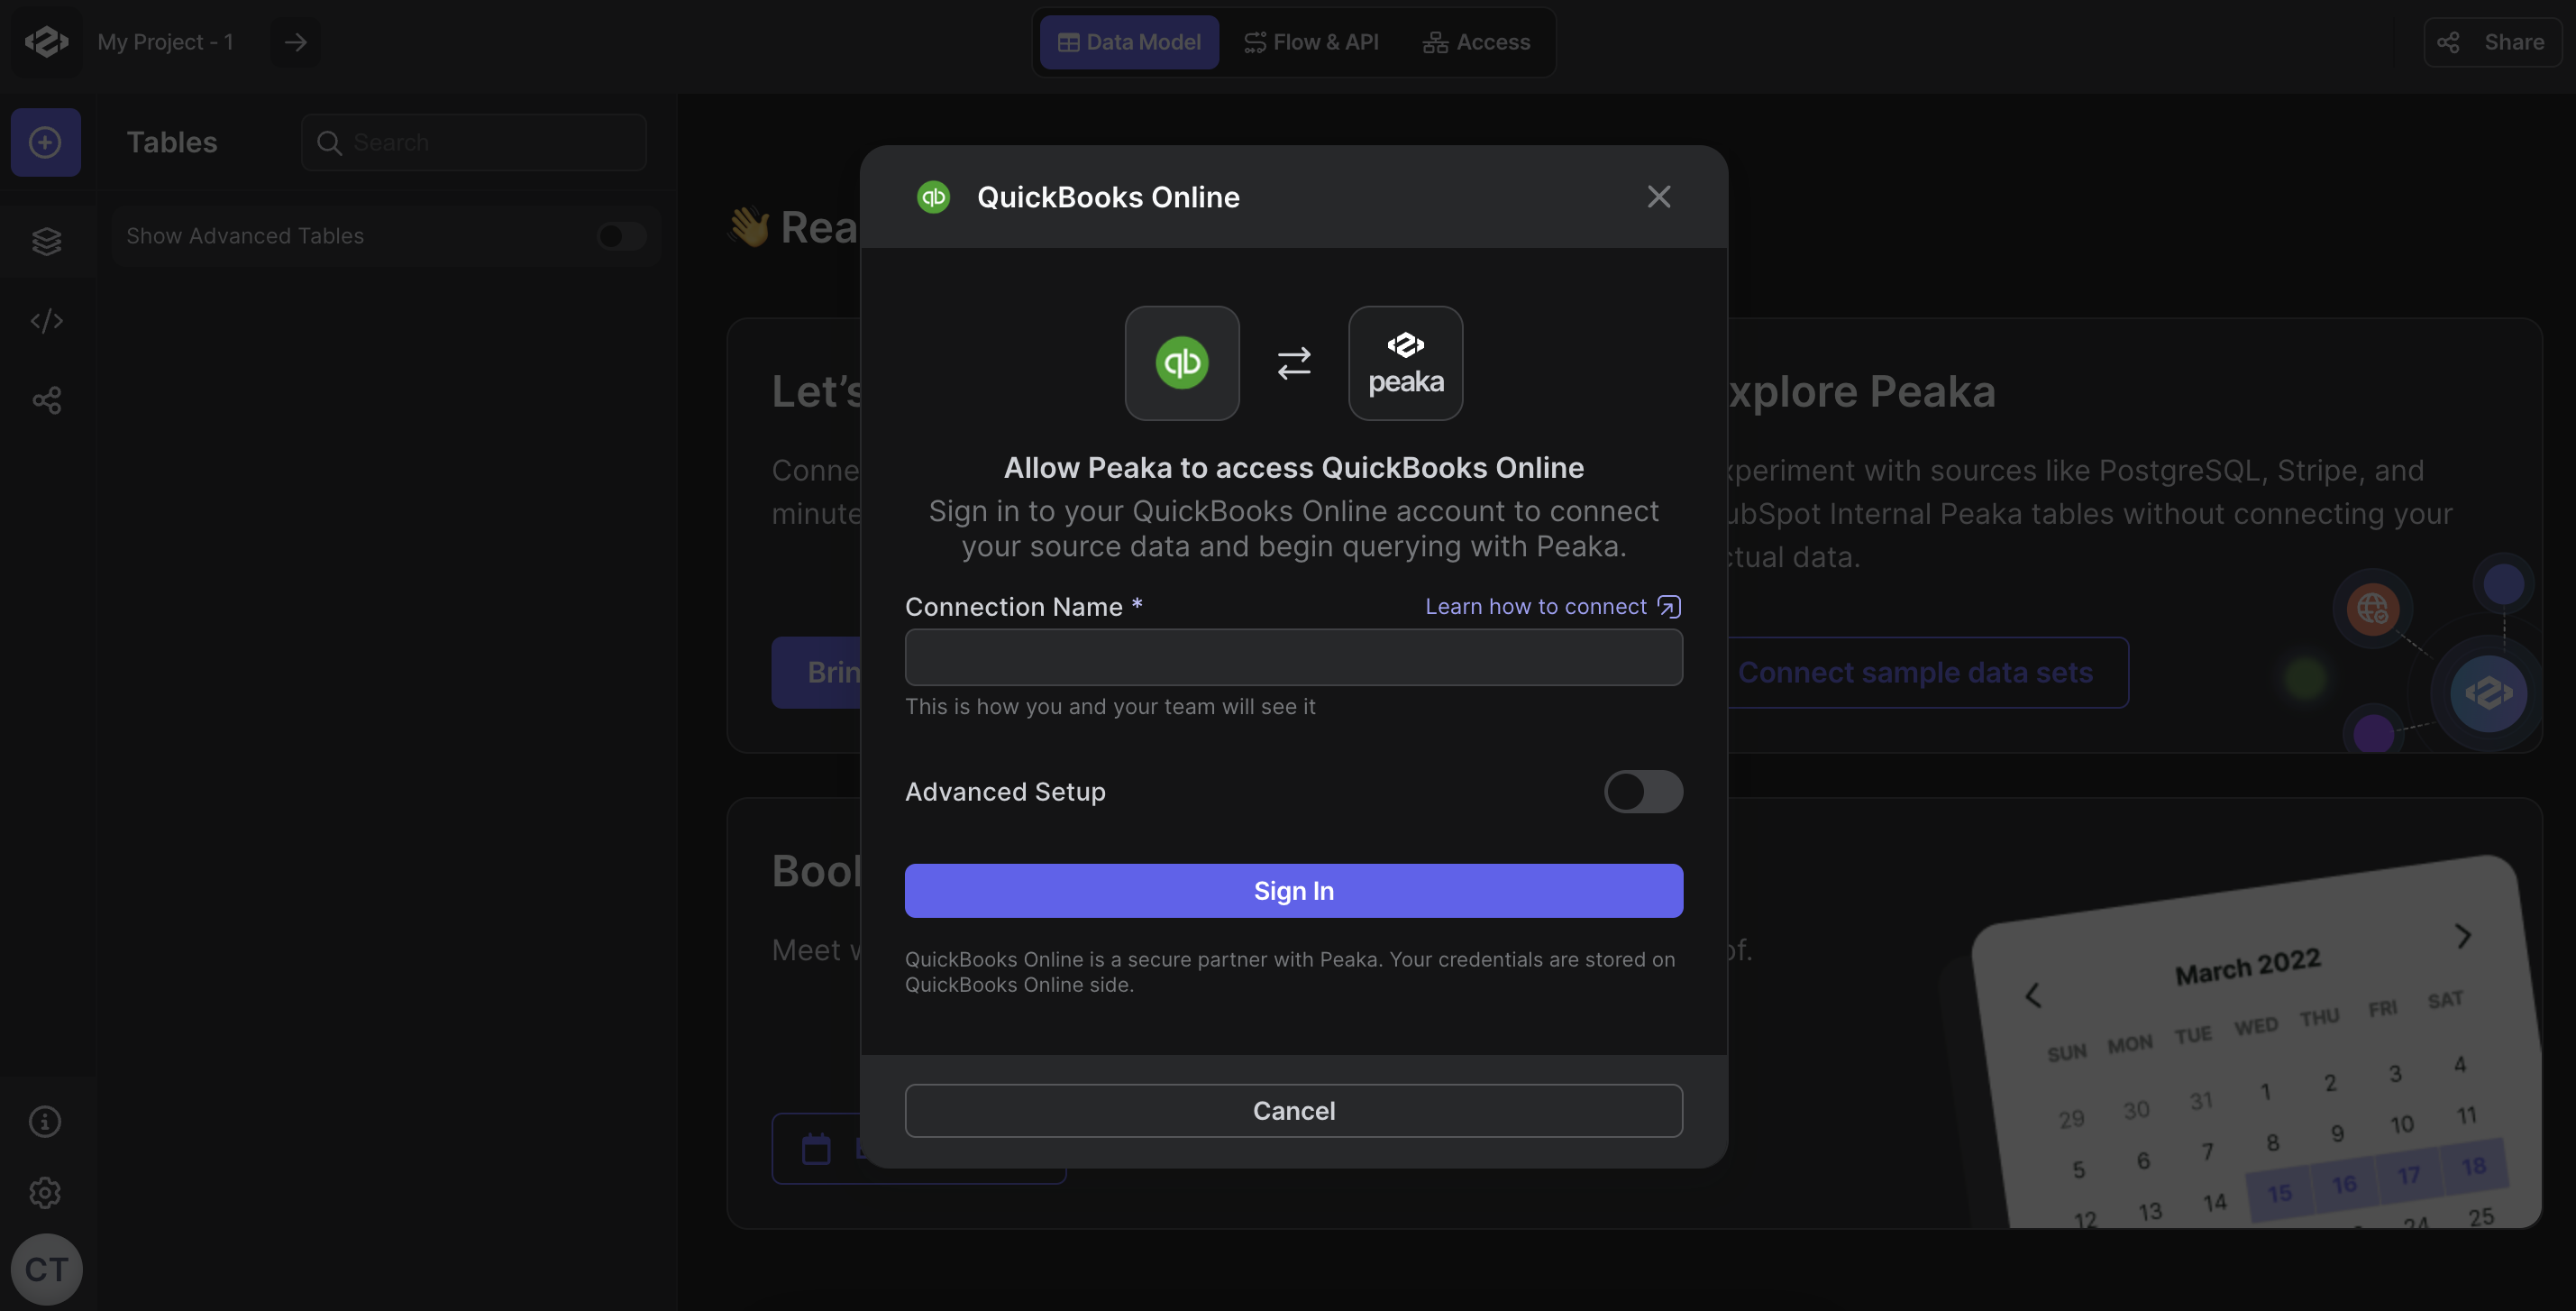 My Project - 1
Data Model
Flow & API
Access
Share
Tables
Search
Show Advanced Tables
QuickBooks Online
qb
peaka
Allow Peaka to access QuickBooks Online
Sign in to your QuickBooks Online account to connect
your source data and begin querying with Peaka.
Connection Name *
Learn how to connect
This is how you and your team will see it
Advanced Setup
Sign In
QuickBooks Online is a secure partner with Peaka. Your credentials are stored on
QuickBooks Online side.
Cancel
Let's
minute
xplore Peaka
xperiment with sources like PostgreSQL, Stripe, and
ubSpot Internal Peaka tables without connecting your
ctual data.
Connect sample data sets
Meet
of.
March 2022
SUN MON TUE WED THU FRI SAT
29 30 31 1 2 3 4
5 6 7 8 9 10 11
12 13 14 15 16 17 18
24 25
CT